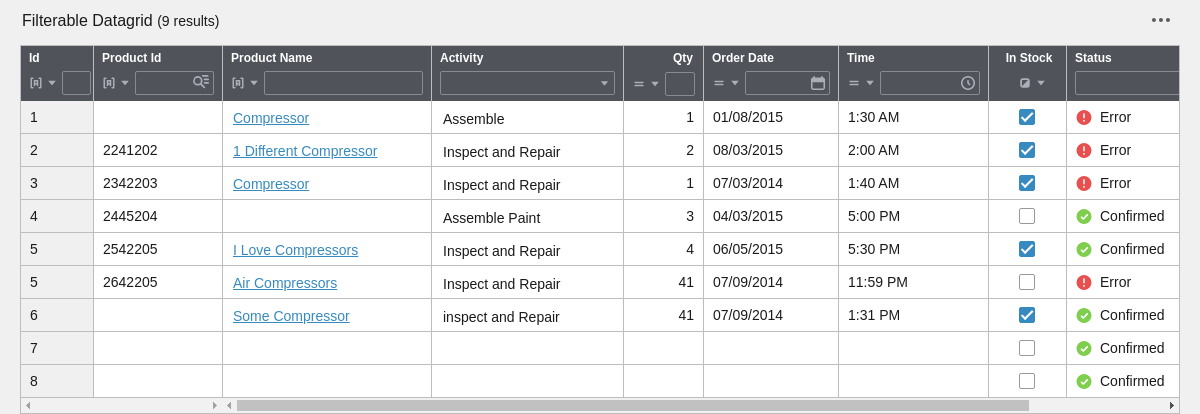 Filterable Datagrid (9 results)
Id Product Id Product Name Activity Qty Order Date Time In Stock Status
1 Compressor Assemble 1 01/08/2015 1:30 AM Error
2 2241202 1 Different Compressor Inspect and Repair 2 08/03/2015 2:00 AM Error
3 2342203 Compressor Inspect and Repair 1 07/03/2014 1:40 AM Error
4 2445204 Assemble Paint 3 04/03/2015 5:00 PM Confirmed
5 2542205 I Love Compressors Inspect and Repair 4 06/05/2015 5:30 PM Confirmed
5 2642205 Air Compressors Inspect and Repair 41 07/09/2014 11:59 PM Error
6 Some Compressor inspect and Repair 41 07/09/2014 1:31 PM Confirmed
7 Confirmed
8 Confirmed